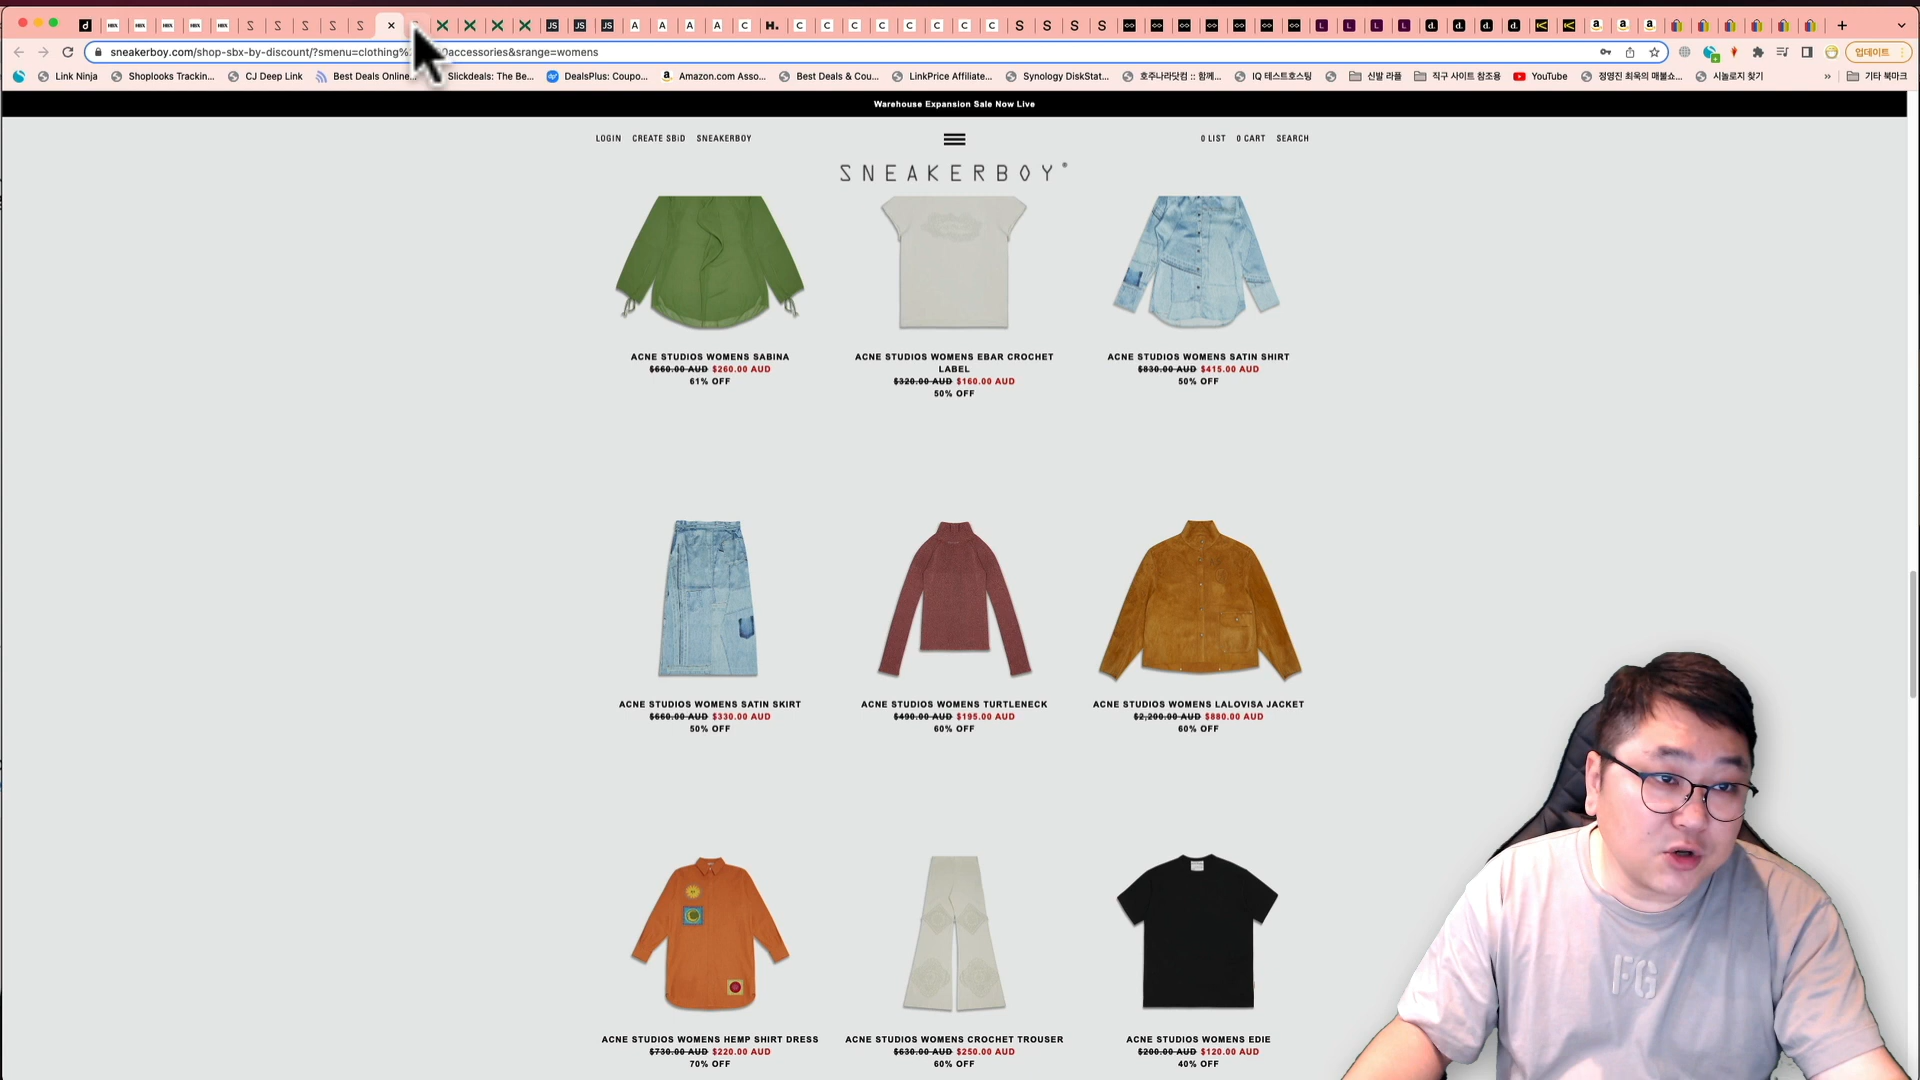 sneakerboy.com/shop-sbx-by-discount/?smenu=clothing% accessories&srange=womens
업데이트
Link Ninja
Shoplooks Trackin...
CJ Deep Link
Best Deals Online...
Slickdeals: The Be...
DealsPlus: Coupo...
Amazon.com Asso...
Best Deals & Cou...
LinkPrice Affiliate...
Synology DiskStat...
호주나라닷컴 :: 함께...
IQ 테스트호스팅
신발 라플
직구 사이트 참조용
YouTube
정영진 최욱의 매불쇼...
시놀로지 찾기
»
기타 북마크
Warehouse Expansion Sale Now Live
LOGIN CREATE SBiD SNEAKERBOY
0 LIST 0 CART SEARCH
SNEAKERBOY®
ACNE STUDIOS WOMENS SABINA
$660.00 AUD $260.00 AUD
61% OFF
ACNE STUDIOS WOMENS EBAR CROCHET
LABEL
$320.00 AUD $160.00 AUD
50% OFF
ACNE STUDIOS WOMENS SATIN SHIRT
$830.00 AUD $415.00 AUD
50% OFF
ACNE STUDIOS WOMENS SATIN SKIRT
$660.00 AUD $330.00 AUD
50% OFF
ACNE STUDIOS WOMENS TURTLENECK
$490.00 AUD $195.00 AUD
60% OFF
ACNE STUDIOS WOMENS LALOVISA JACKET
$2,200.00 AUD $880.00 AUD
60% OFF
ACNE STUDIOS WOMENS HEMP SHIRT DRESS
$730.00 AUD $220.00 AUD
70% OFF
ACNE STUDIOS WOMENS CROCHET TROUSER
$630.00 AUD $250.00 AUD
60% OFF
ACNE STUDIOS WOMENS EDIE
$200.00 AUD $120.00 AUD
40% OFF
FG